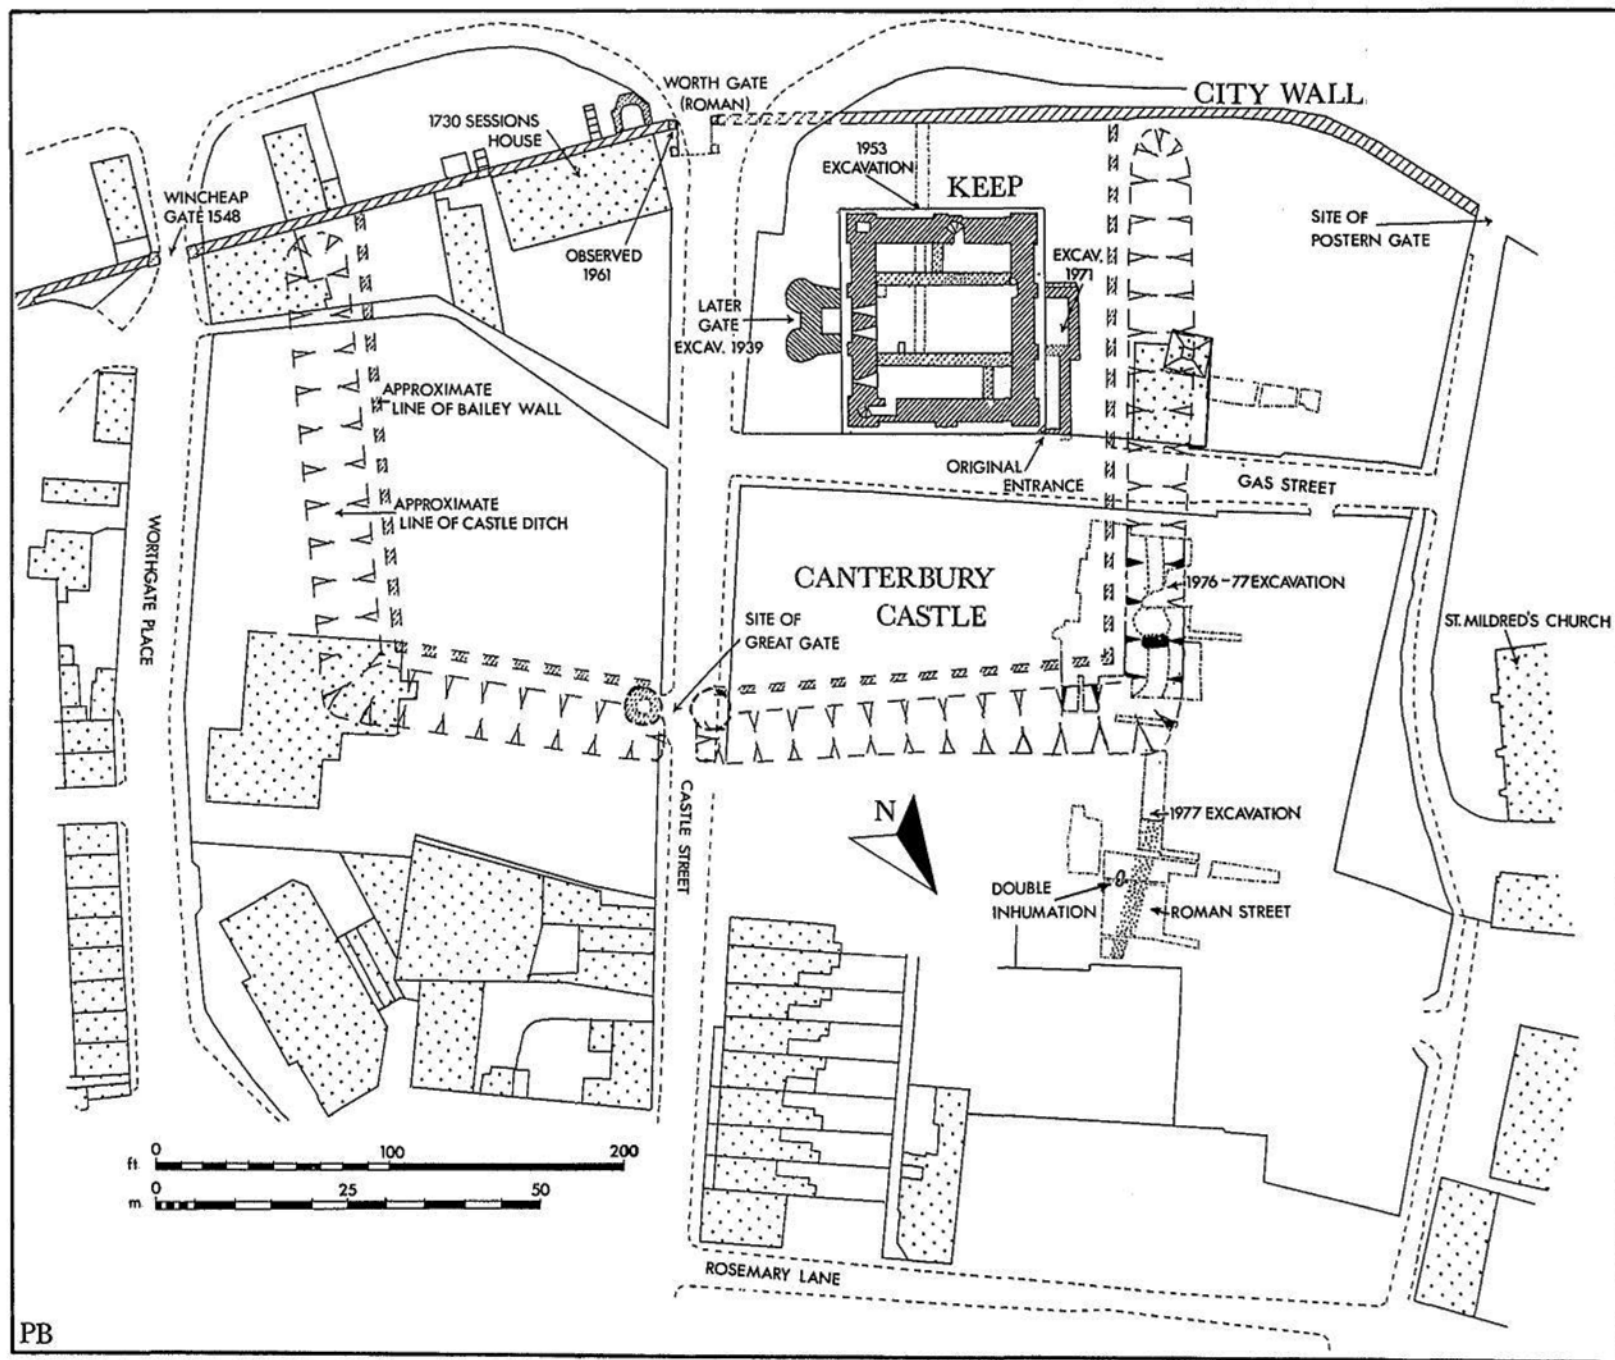 WORTH GATE
(ROMAN)
CITY WALL
1730 SESSIONS
HOUSE
1953
EXCAVATION
KEEP
WINCHEAP
GATE 1548
SITE OF
POSTERN GATE
OBSERVED
1961
EXCAV.
1971
LATER
GATE
EXCAV. 1939
APPROXIMATE
LINE OF BAILEY WALL
ORIGINAL
ENTRANCE
GAS STREET
APPROXIMATE
LINE OF CASTLE DITCH
WORTHGATE PLACE
CANTERBURY
CASTLE
1976-77 EXCAVATION
SITE OF
GREAT GATE
ST. MILDRED'S CHURCH
CASTLE STREET
N
1977 EXCAVATION
DOUBLE
INHUMATION
ROMAN STREET
0 100 200
ft.
0 25 50
m.
ROSEMARY LANE
PB